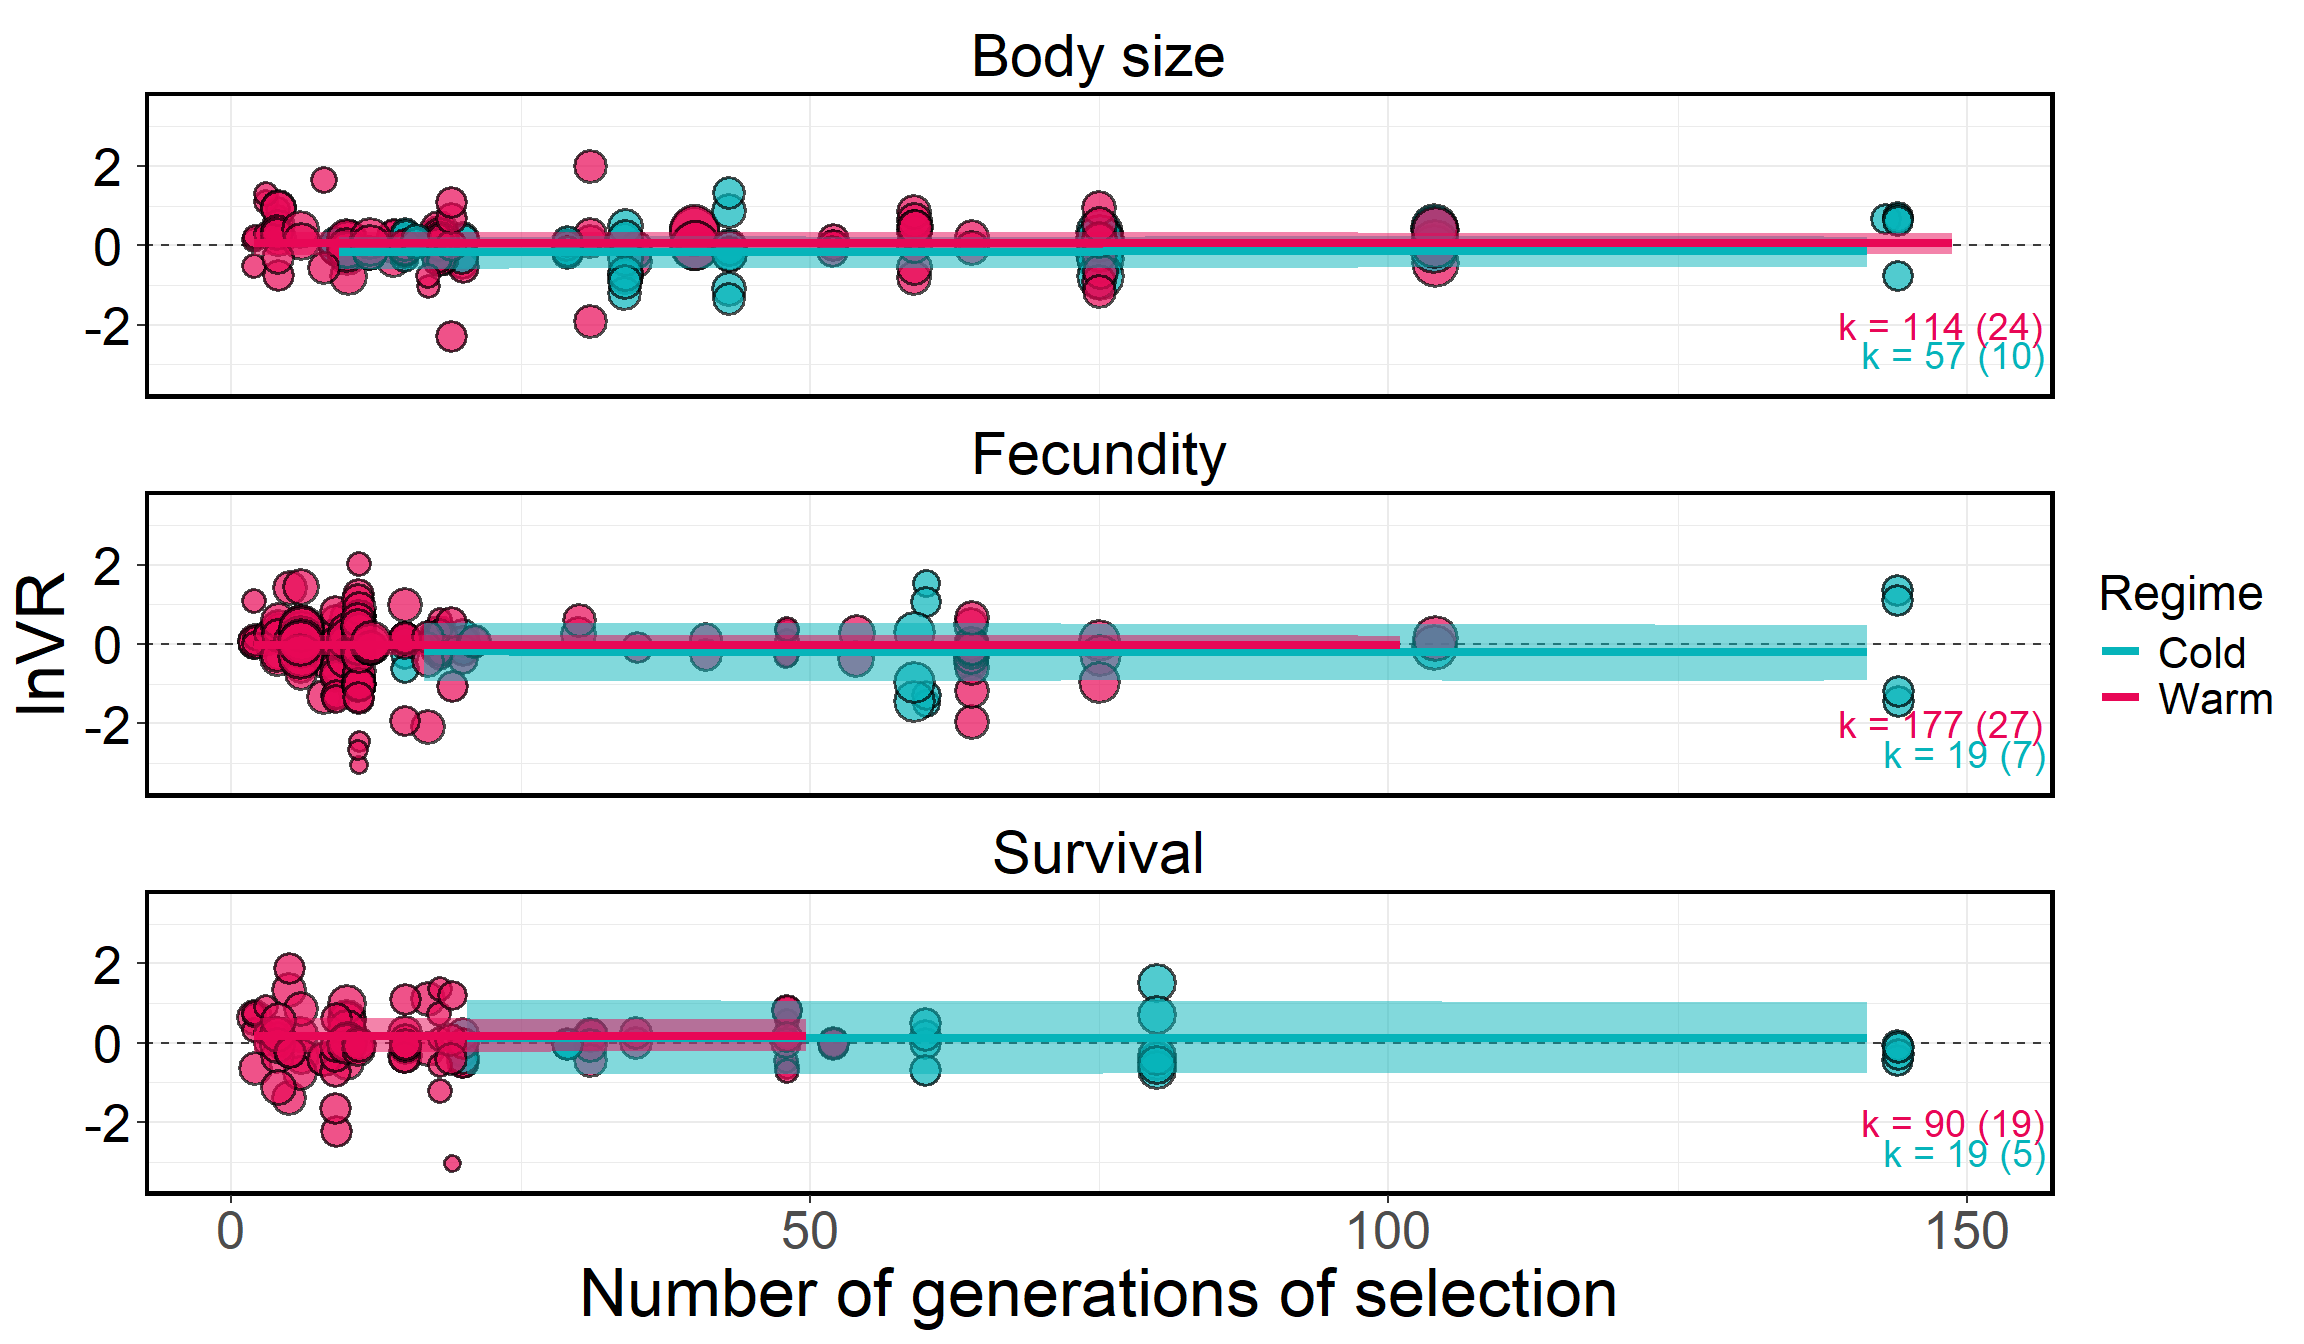 Body size
2
0
-2
k = 114 (24)
k = 57 (10)
Fecundity
lnVR
2
0
-2
k = 177 (27)
k = 19 (7)
Regime
Cold
Warm
Survival
2
0
-2
k = 90 (19)
k = 19 (5)
0 50 100 150
Number of generations of selection